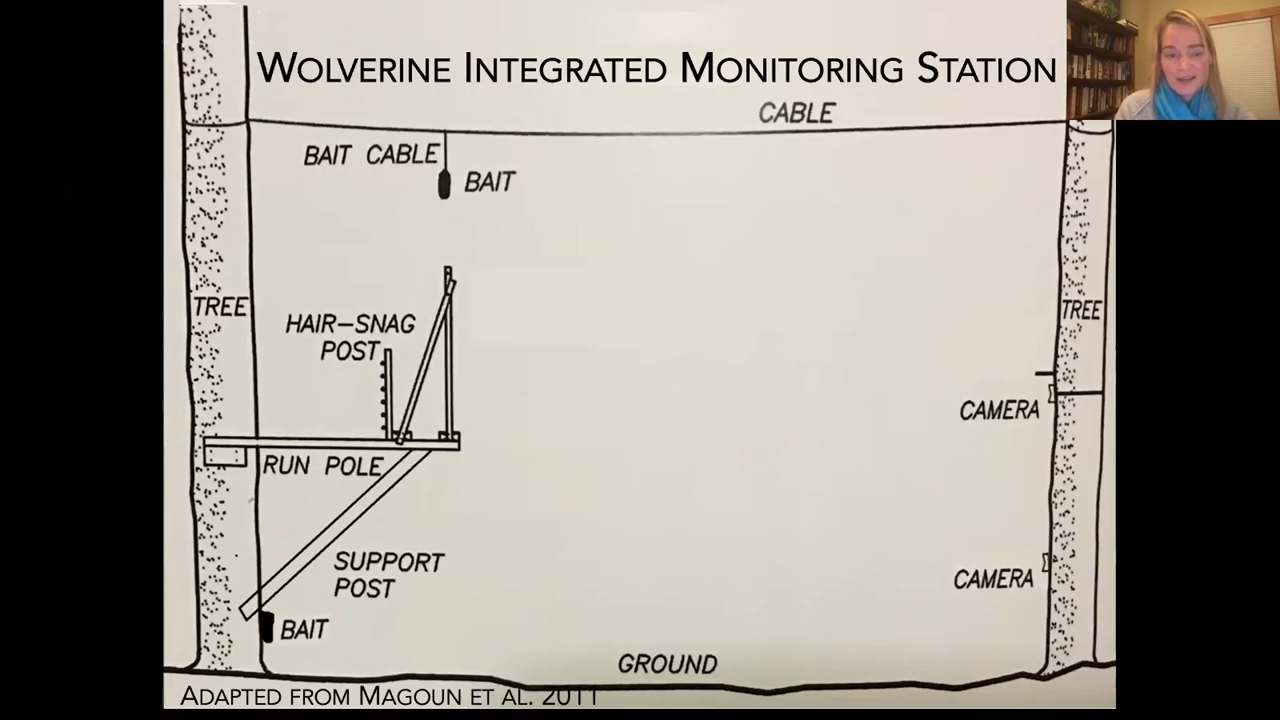 WOLVERINE INTEGRATED MONITORING STATION
CABLE
BAIT CABLE
BAIT
TREE
HAIR-SNAG
POST
TREE
CAMERA
RUN POLE
SUPPORT
POST
CAMERA
BAIT
GROUND
ADAPTED FROM MAGOUN ET AL. 2011